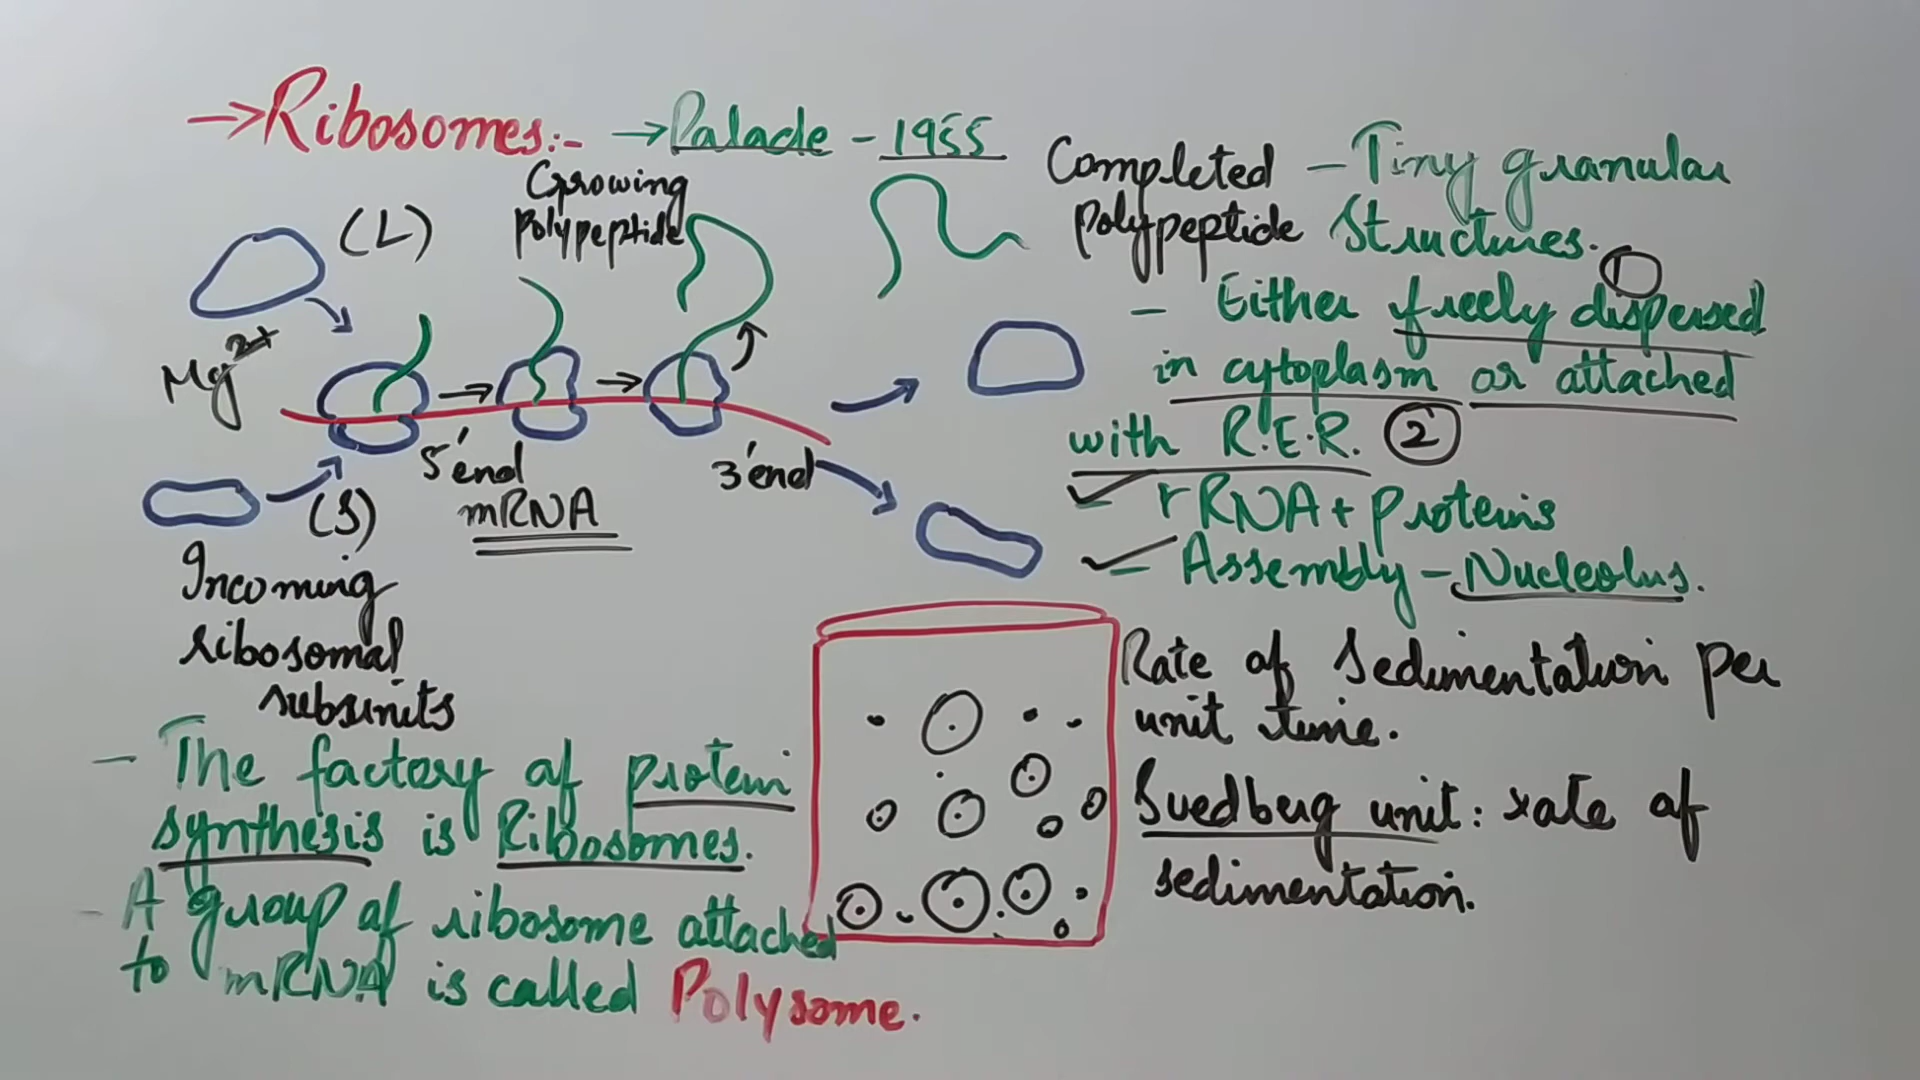 →Ribosomes:- →Palade - 1955
Growing
Polypeptide
Completed
polypeptide
- Tiny granular
structures.
1
- Either freely dispersed
in cytoplasm or attached
with R.E.R. 2
- rRNA + proteins
- Assembly - Nucleolus.
(L)
Mg2+
(S)
5'end
mRNA
3'end
Incoming
ribosomal
subunits
- The factory of protein
synthesis is Ribosomes.
- A group of ribosome attached
to mRNA is called Polysome.
Rate of Sedimentation per
unit time.
Suedberg unit: rate of
sedimentation.